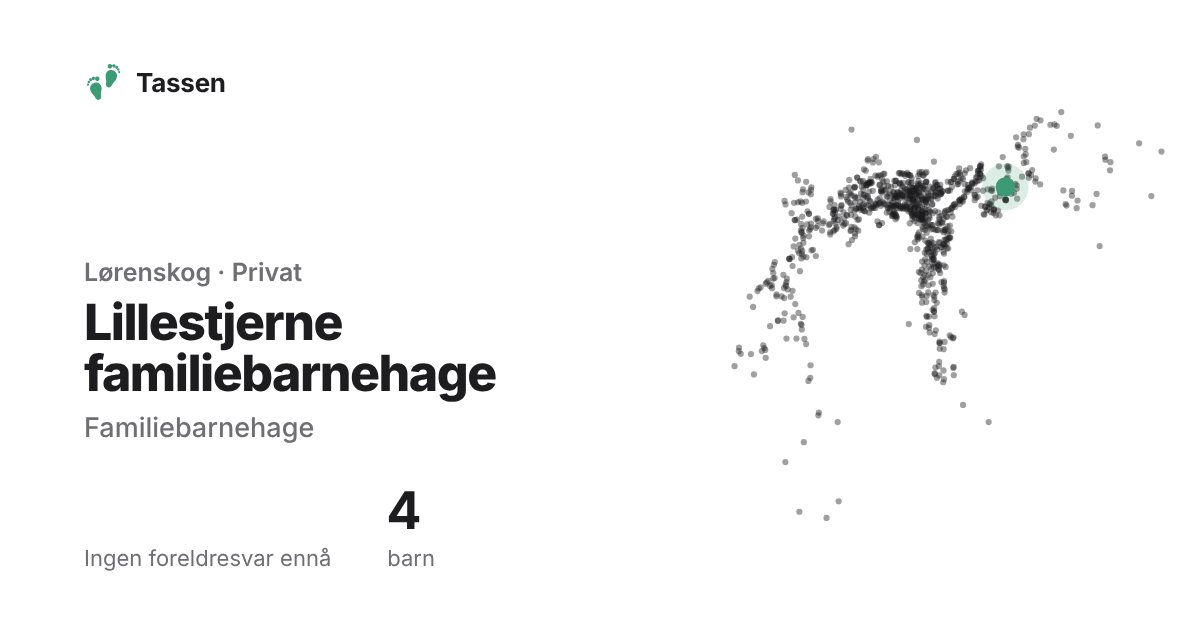 Tassen
Lørenskog · Privat
Lillestjerne
familiebarnehage
Familiebarnehage
4
Ingen foreldresvar ennå
barn